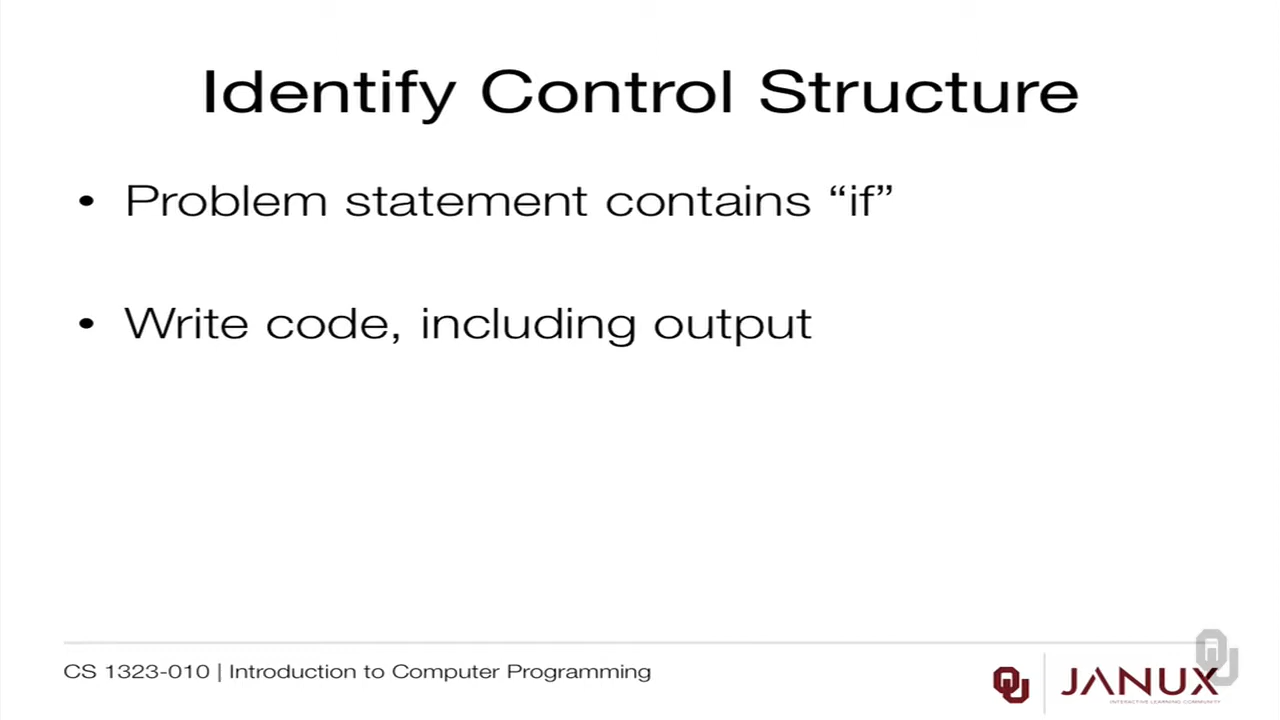 Identify Control Structure
• Problem statement contains “if”
• Write code, including output
CS 1323-010 | Introduction to Computer Programming
OU
JANUX
INTERACTIVE LEARNING COMMUNITY
OU